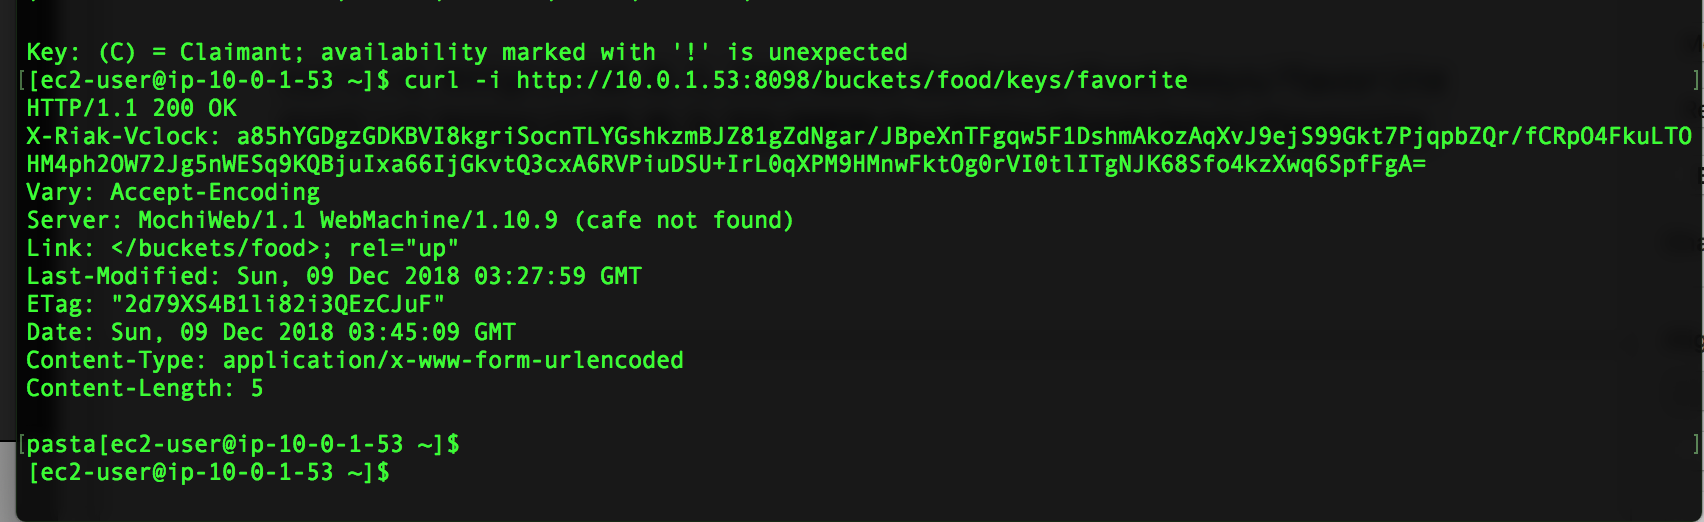 Key: (C) = Claimant; availability marked with '!' is unexpected
[[ec2-user@ip-10-0-1-53 ~]$ curl -i http://10.0.1.53:8098/buckets/food/keys/favorite ]
HTTP/1.1 200 OK
X-Riak-Vclock: a85hYGDgzGDKBVI8kgriSocnTLYGshkzmBJZ81gZdNgar/JBpeXnTFgqw5F1DshmAkozAqXvJ9ejS99Gkt7PjqpbZQr/fCRpO4FkuLTO
HM4ph2OW72Jg5nWESq9KQBjuIxa66IjGkvtQ3cxA6RVPiuDSU+IrL0qXPM9HMnwFktOg0rVI0tlITgNJK68Sfo4kzXwq6SpfFgA=
Vary: Accept-Encoding
Server: MochiWeb/1.1 WebMachine/1.10.9 (cafe not found)
Link: </buckets/food>; rel="up"
Last-Modified: Sun, 09 Dec 2018 03:27:59 GMT
ETag: "2d79XS4B1li82i3QEzCJuF"
Date: Sun, 09 Dec 2018 03:45:09 GMT
Content-Type: application/x-www-form-urlencoded
Content-Length: 5
[pasta[ec2-user@ip-10-0-1-53 ~]$ ]
[ec2-user@ip-10-0-1-53 ~]$